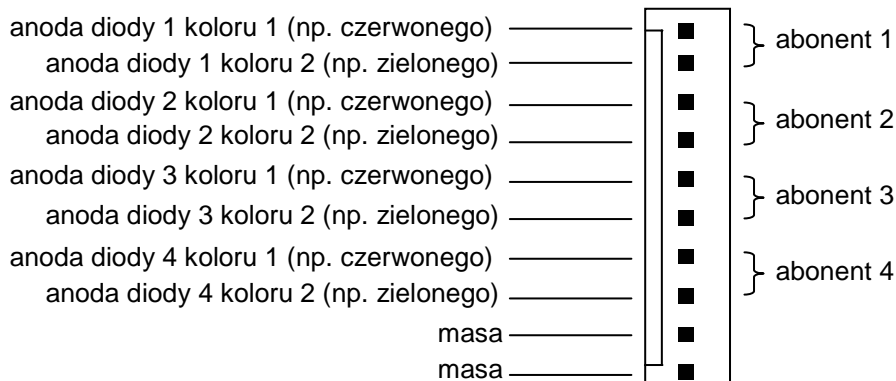 anoda diody 1 koloru 1 (np. czerwonego)
abonent 1
anoda diody 1 koloru 2 (np. zielonego)
anoda diody 2 koloru 1 (np. czerwonego)
abonent 2
anoda diody 2 koloru 2 (np. zielonego)
anoda diody 3 koloru 1 (np. czerwonego)
abonent 3
anoda diody 3 koloru 2 (np. zielonego)
anoda diody 4 koloru 1 (np. czerwonego)
abonent 4
anoda diody 4 koloru 2 (np. zielonego)
masa
masa